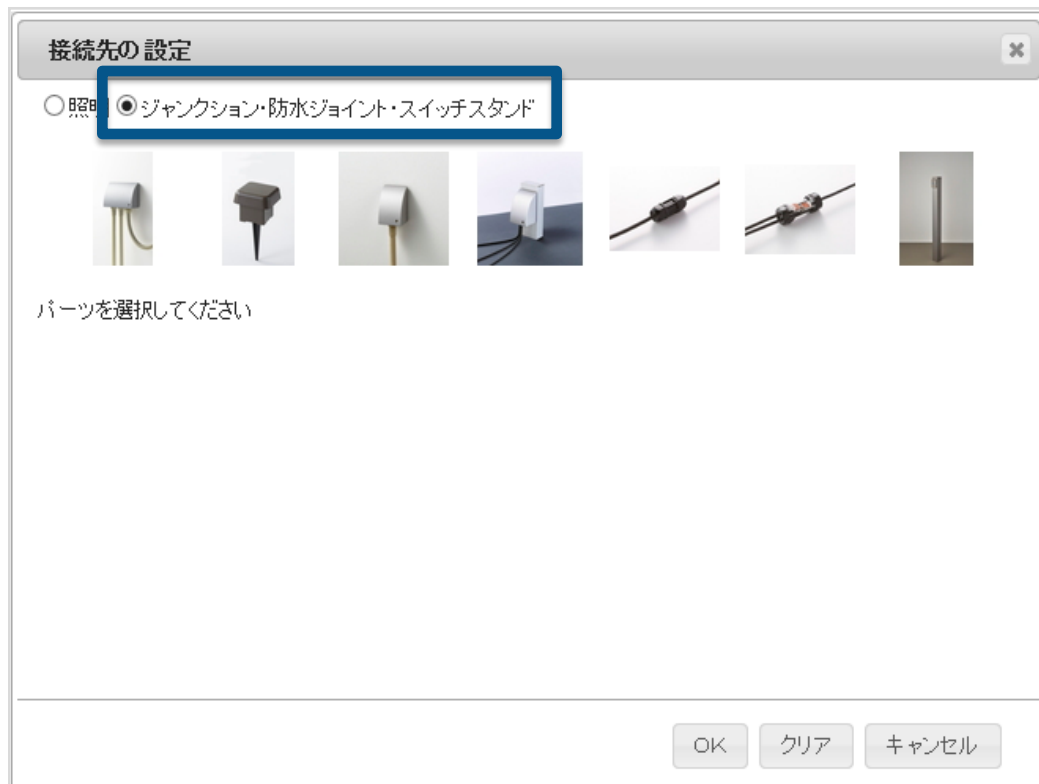 接続先の設定
照明 ジャンクション・防水ジョイント・スイッチスタンド
パーツを選択してください
OK クリア キャンセル